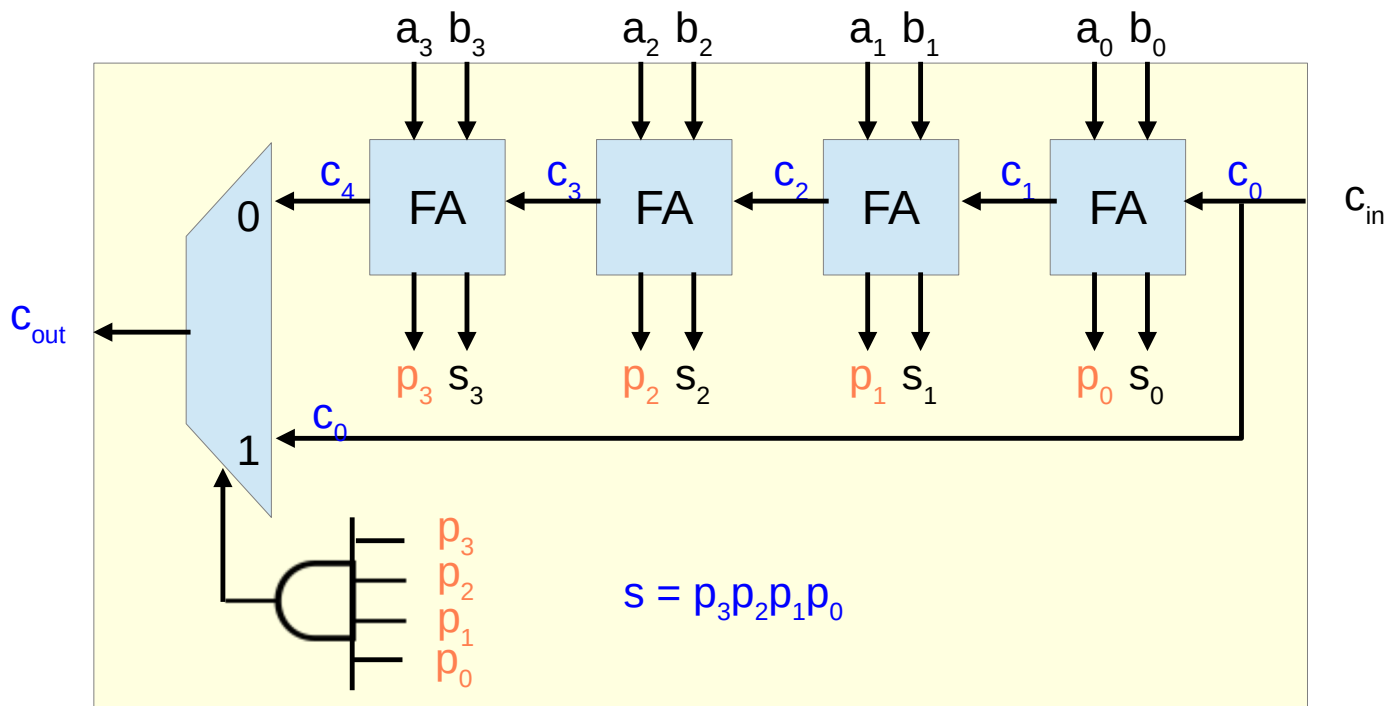 a₃ b₃ a₂ b₂ a₁ b₁ a₀ b₀
c₄ c₃ c₂ c₁ c₀
0 FA FA FA FA cᵢₙ
cₒᵤₜ
p₃ s₃ p₂ s₂ p₁ s₁ p₀ s₀
c₀
1
p₃
p₂
s = p₃p₂p₁p₀
p₁
p₀